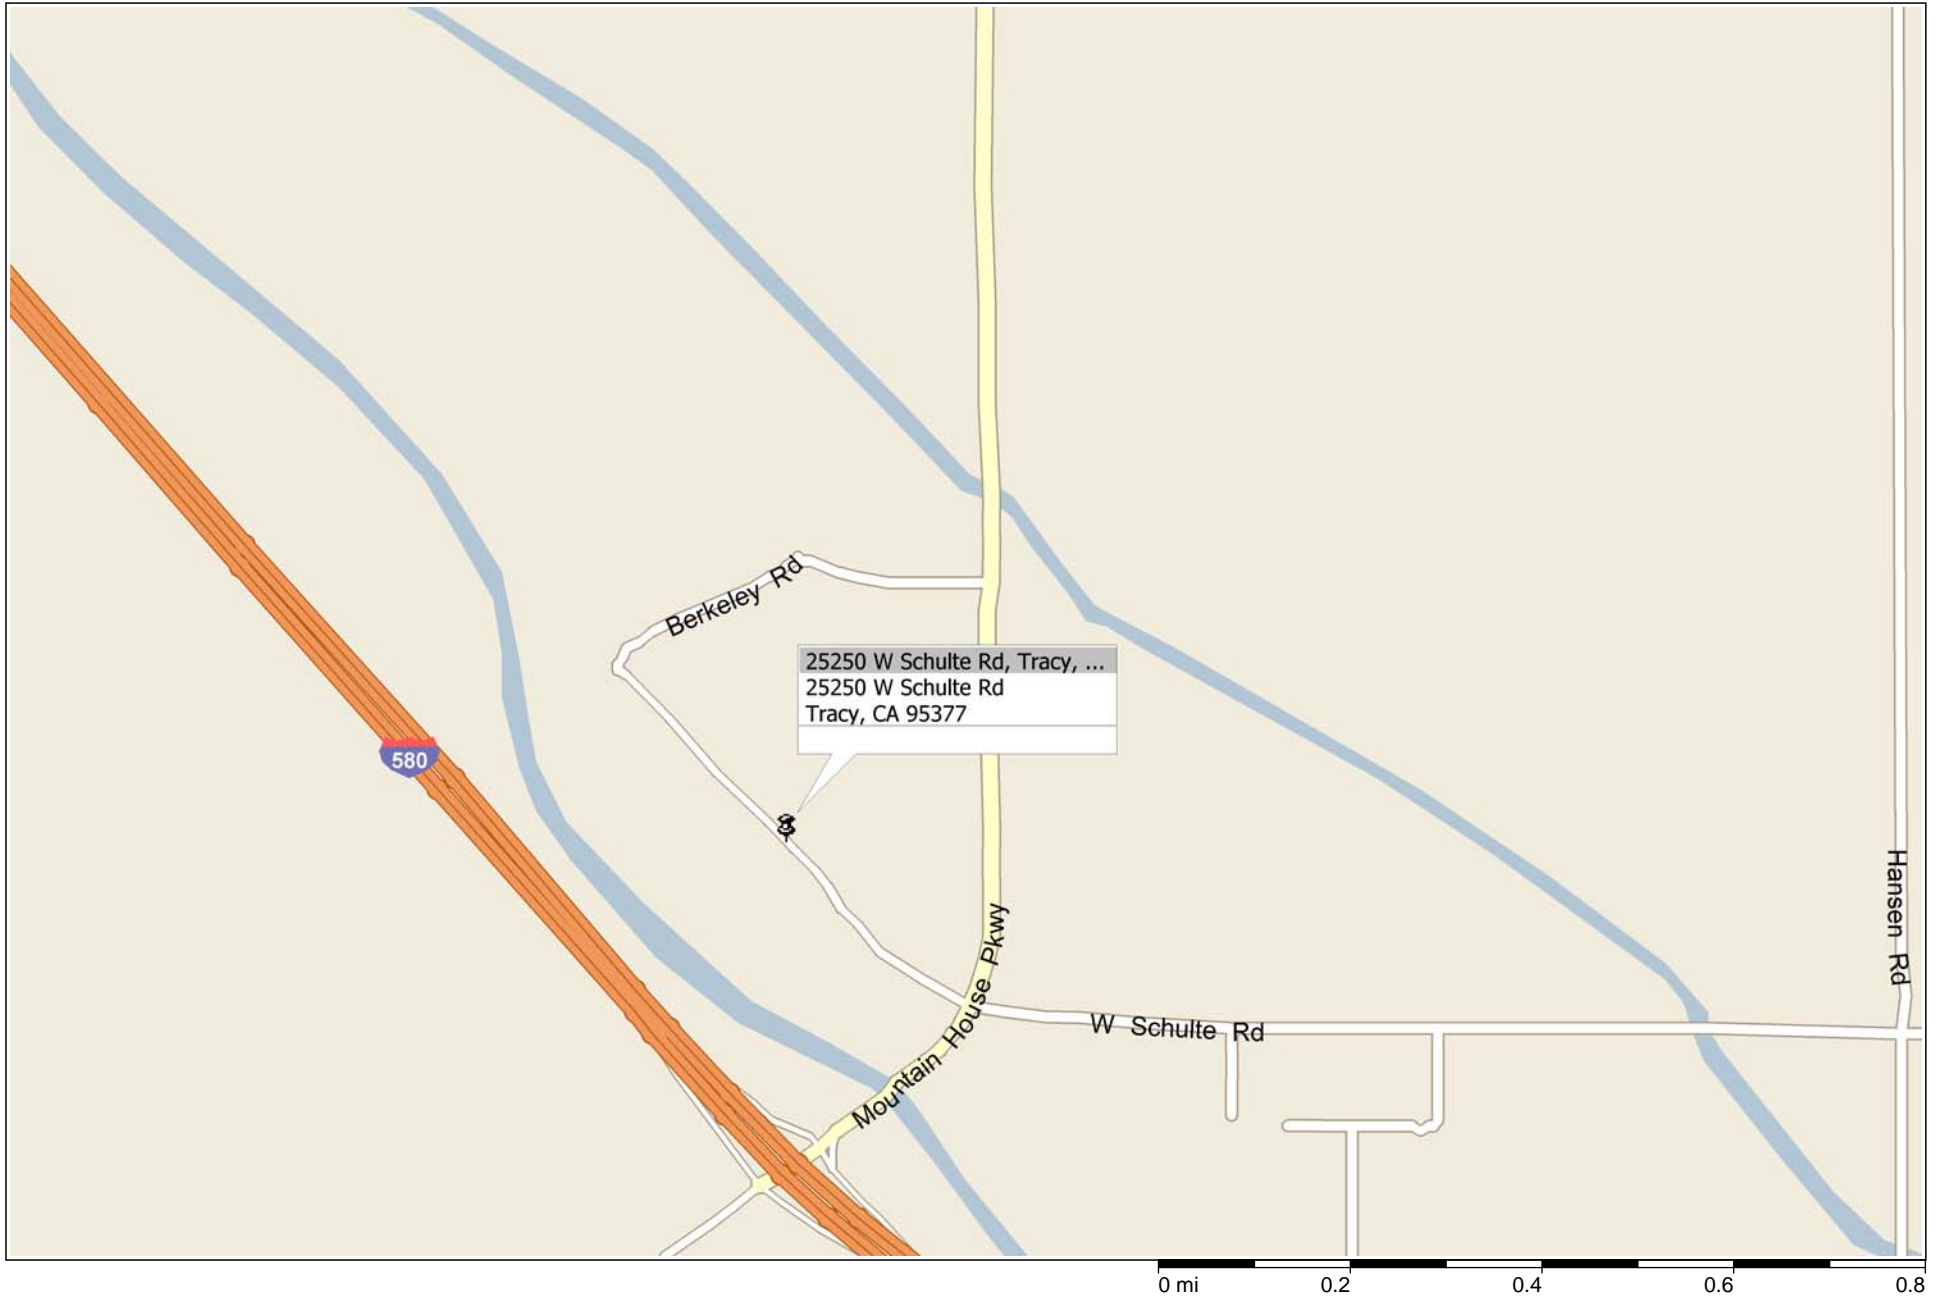 Berkeley Rd
25250 W Schulte Rd, Tracy, ...
25250 W Schulte Rd
Tracy, CA 95377
580
Hansen Rd
Mountain House Pkwy
W Schulte Rd
0 mi 0.2 0.4 0.6 0.8